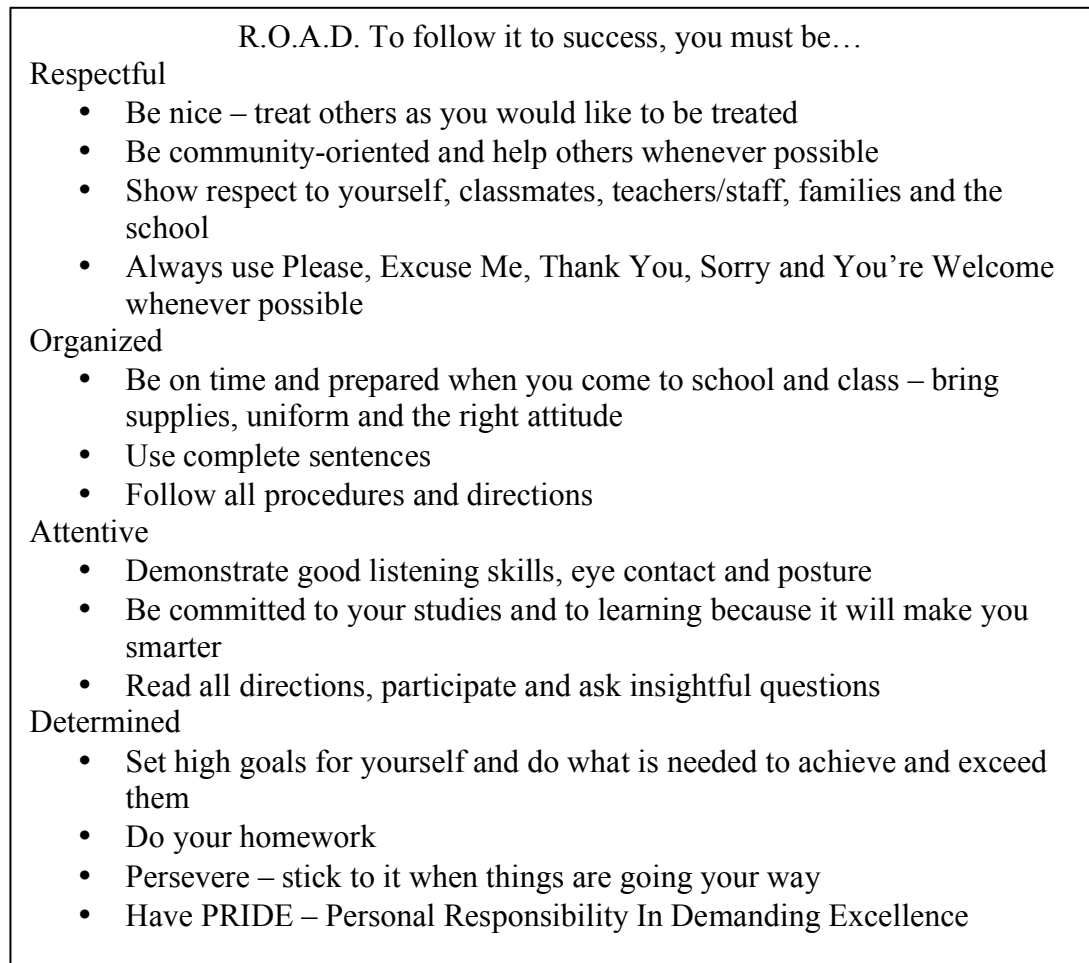 R.O.A.D. To follow it to success, you must be…
Respectful
• Be nice – treat others as you would like to be treated
• Be community-oriented and help others whenever possible
• Show respect to yourself, classmates, teachers/staff, families and the
school
• Always use Please, Excuse Me, Thank You, Sorry and You’re Welcome
whenever possible
Organized
• Be on time and prepared when you come to school and class – bring
supplies, uniform and the right attitude
• Use complete sentences
• Follow all procedures and directions
Attentive
• Demonstrate good listening skills, eye contact and posture
• Be committed to your studies and to learning because it will make you
smarter
• Read all directions, participate and ask insightful questions
Determined
• Set high goals for yourself and do what is needed to achieve and exceed
them
• Do your homework
• Persevere – stick to it when things are going your way
• Have PRIDE – Personal Responsibility In Demanding Excellence